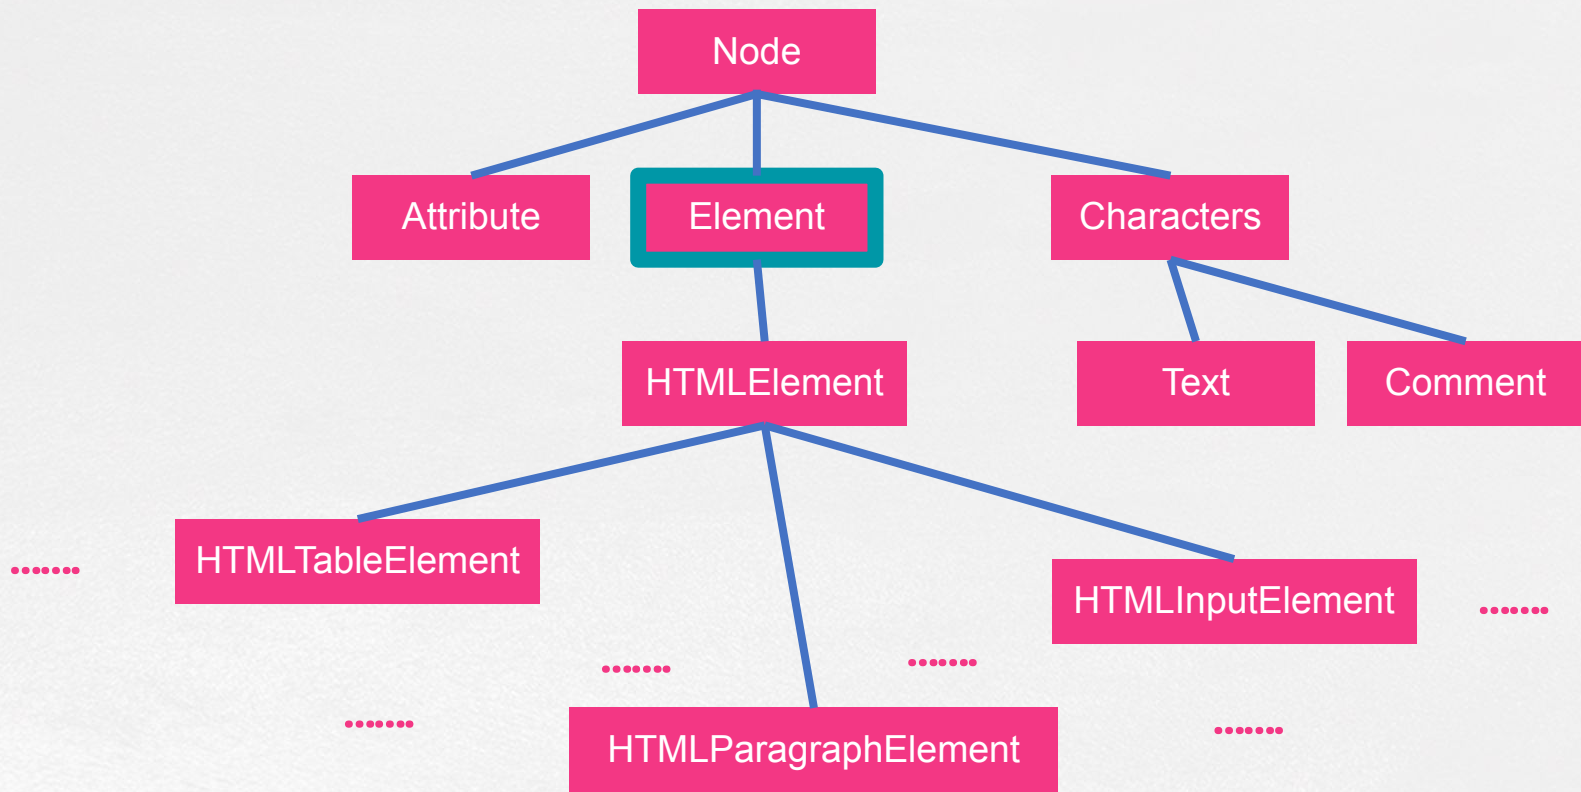 Node
Attribute
Element
Characters
HTMLElement
Text
Comment
HTMLTableElement
.......
HTMLInputElement
.......
.......
.......
.......
.......
HTMLParagraphElement